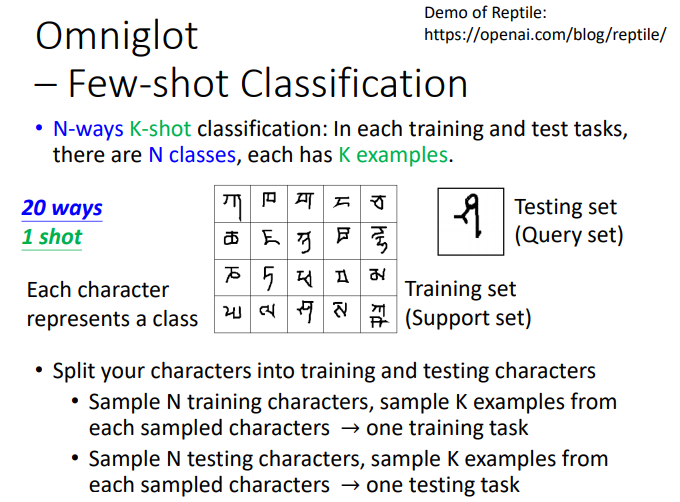 Demo of Reptile:
https://openai.com/blog/reptile/
Omniglot
– Few-shot Classification
• N-ways K-shot classification: In each training and test tasks,
there are N classes, each has K examples.
20 ways
1 shot
Each character
represents a class
Testing set
(Query set)
Training set
(Support set)
• Split your characters into training and testing characters
• Sample N training characters, sample K examples from
each sampled characters → one training task
• Sample N testing characters, sample K examples from
each sampled characters → one testing task